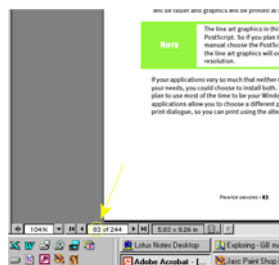 will be faster and graphics will be printed at
NOTE
The line art graphics in this
PostScript. So if you plan t
manual choose the PostSc
the line art graphics will on
resolution.
If your applications vary so much that neither
your needs, you could choose to install both.
plan to use most of the time to be your Window
applications allow you to choose a different p
print dialogue, so you can print using the alte
PRINTER DRIVERS • 83
104% 83 of 244 5.83 x 8.26 in
Lotus Notes Desktop Exploring - GB ma
Adobe Acrobat - [ Jasc Paint Shop